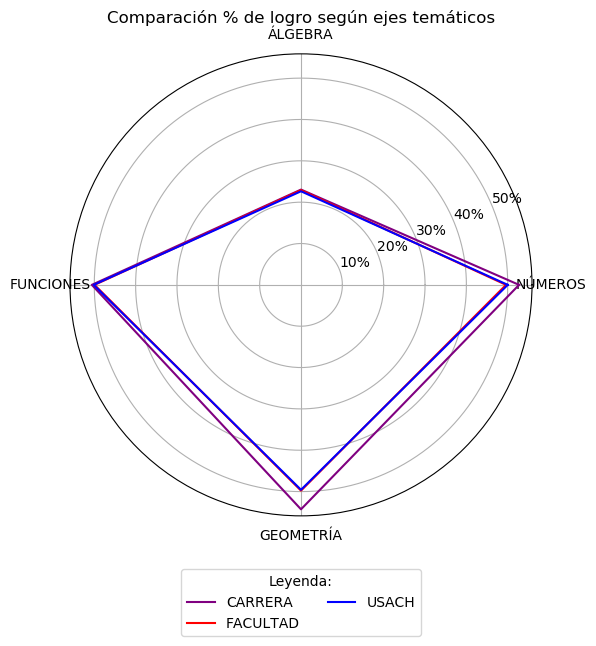 Comparación % de logro según ejes temáticos
ÁLGEBRA
50%
40%
30%
20%
10%
FUNCIONES
NÚMEROS
GEOMETRÍA
Leyenda:
CARRERA
FACULTAD
USACH